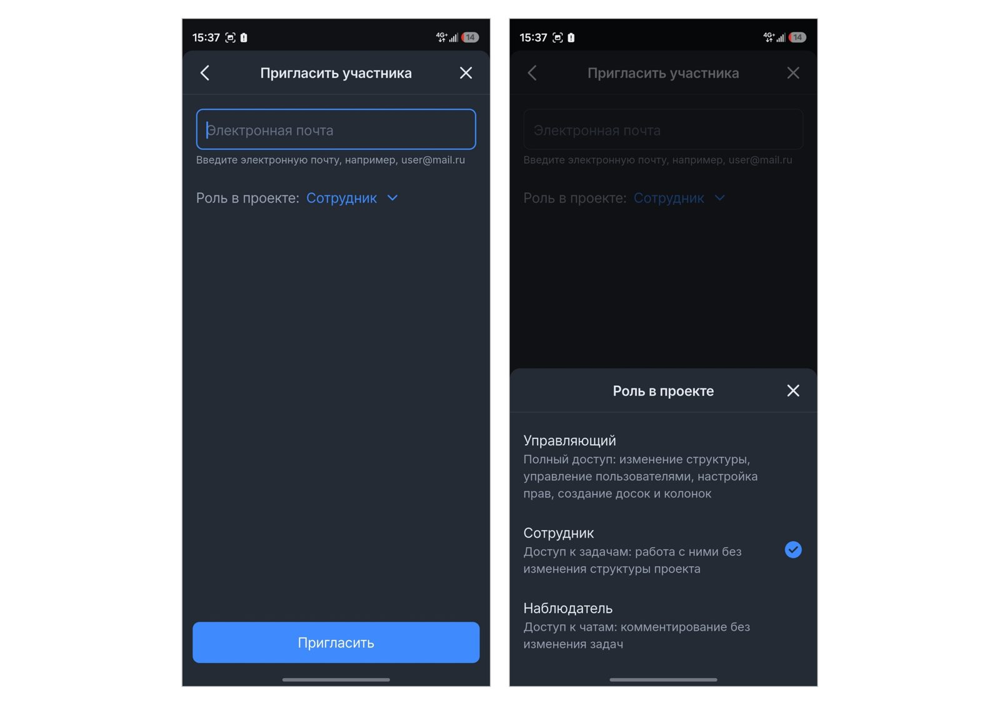 15:37
4G+
14
Пригласить участника
Электронная почта
Введите электронную почту, например, user@mail.ru
Роль в проекте: Сотрудник
Пригласить
15:37
4G+
14
Пригласить участника
Электронная почта
Введите электронную почту, например, user@mail.ru
Роль в проекте: Сотрудник
Роль в проекте
Управляющий
Полный доступ: изменение структуры,
управление пользователями, настройка
прав, создание досок и колонок
Сотрудник
Доступ к задачам: работа с ними без
изменения структуры проекта
Наблюдатель
Доступ к чатам: комментирование без
изменения задач